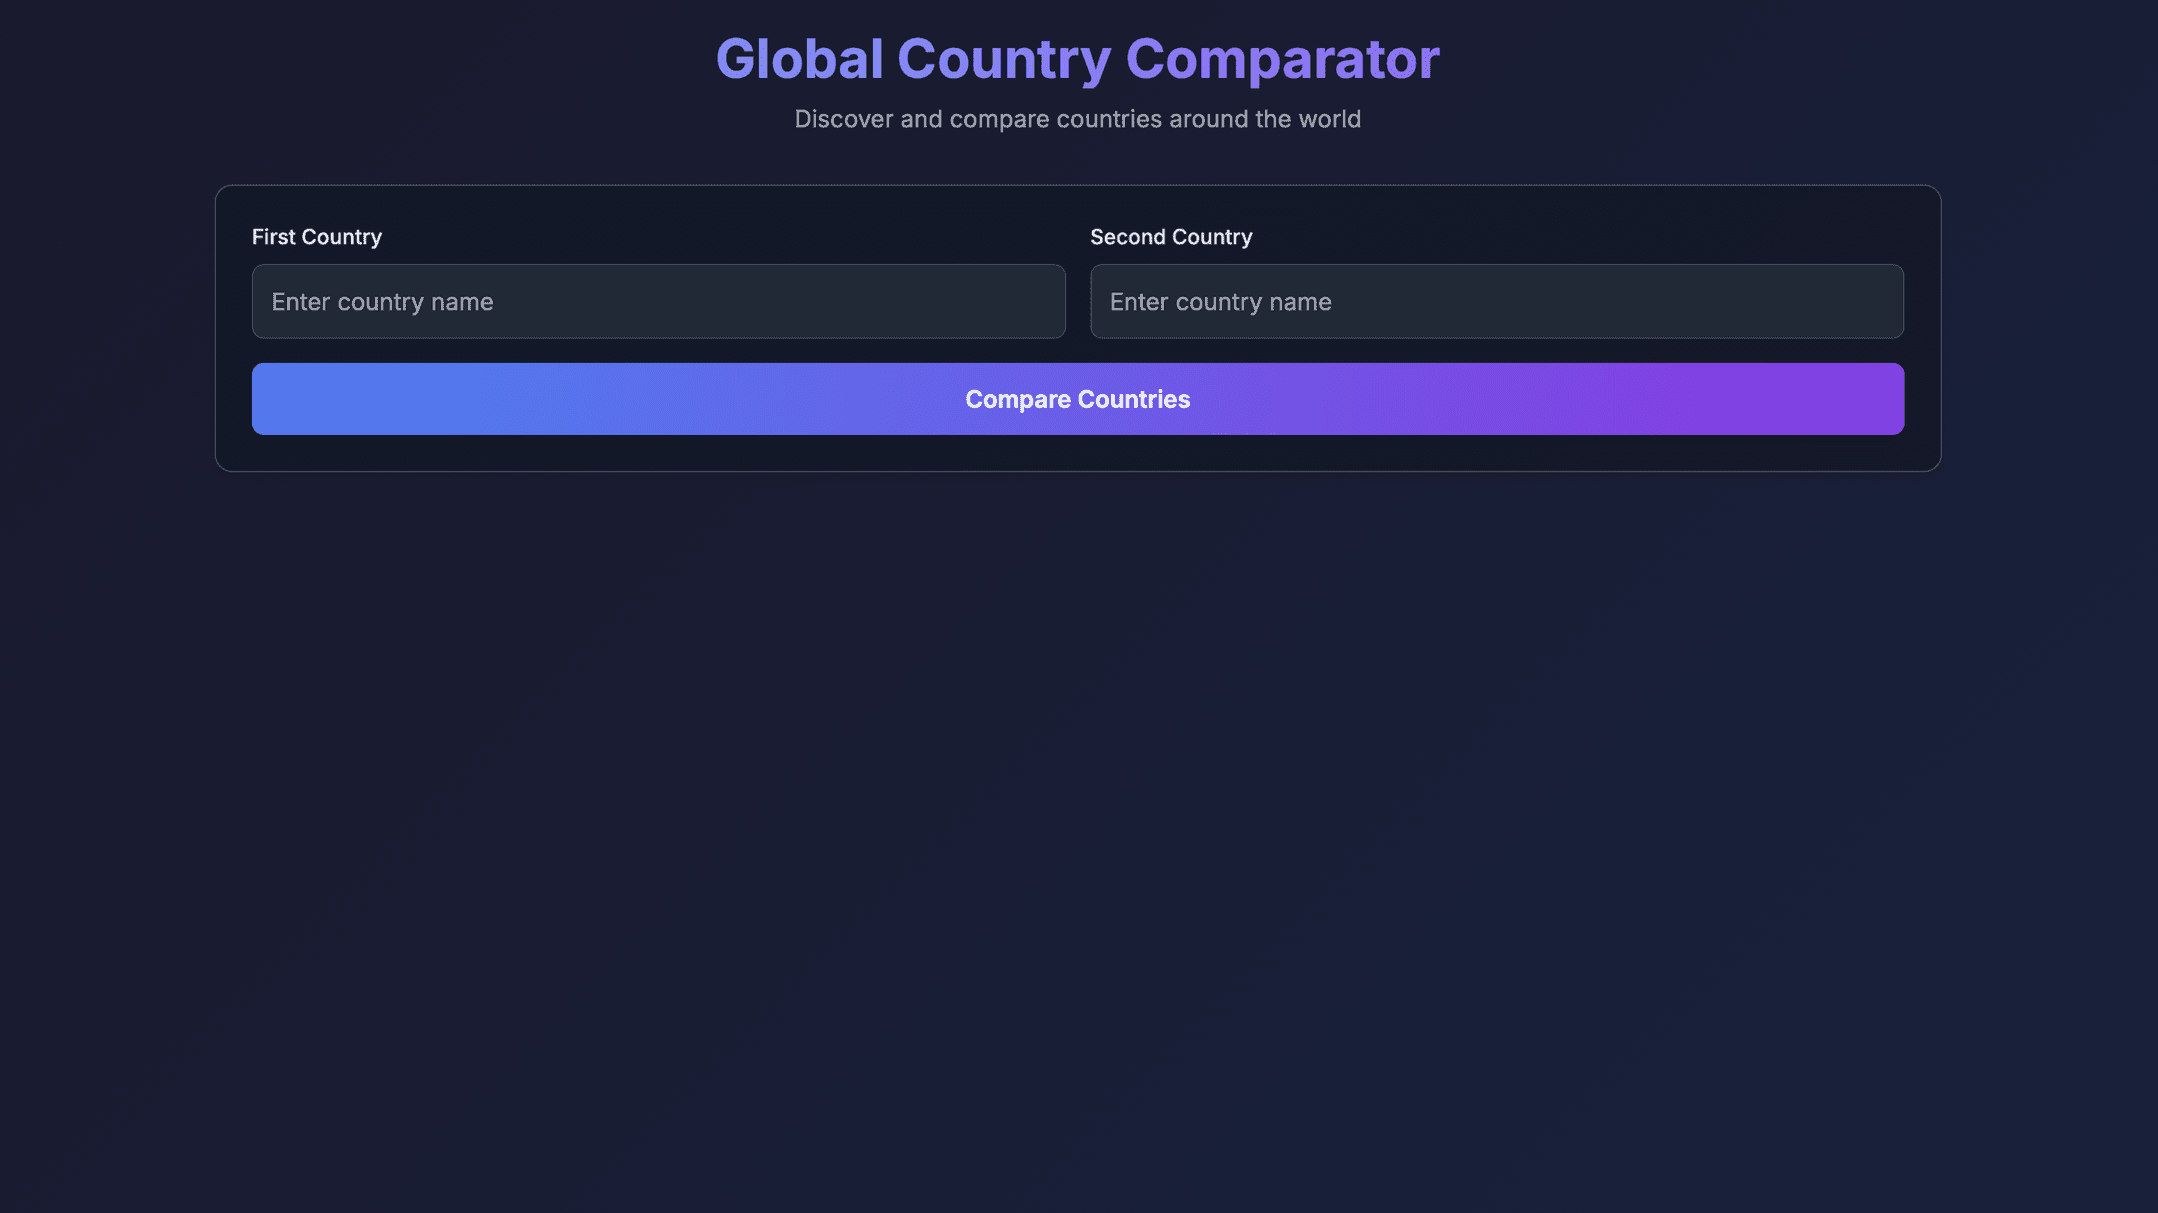 Global Country Comparator
Discover and compare countries around the world
First Country
Second Country
Enter country name
Enter country name
Compare Countries